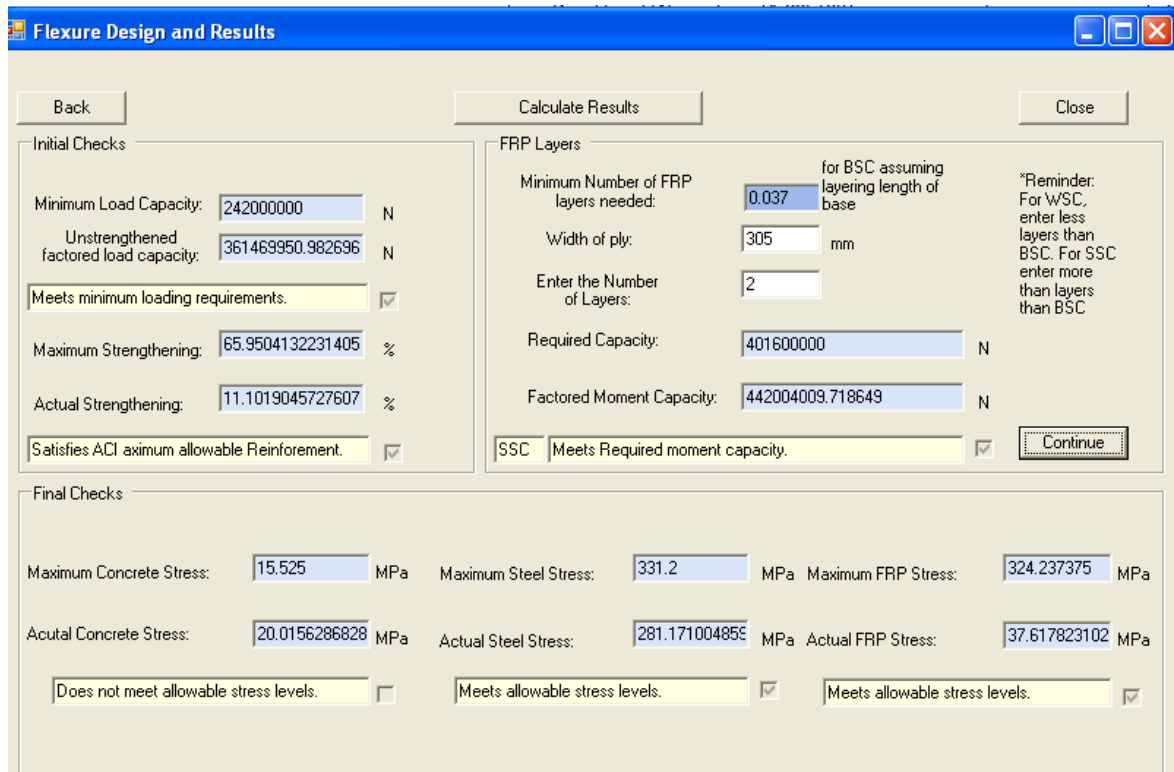 Flexure Design and Results
Back
Calculate Results
Close
Initial Checks
Minimum Load Capacity: 242000000 N
Unstrengthened
factored load capacity: 361469950.982696 N
Meets minimum loading requirements.
Maximum Strengthening: 65.9504132231405 %
Actual Strengthening: 11.1019045727607 %
Satisfies ACI aximum allowable Reinforement.
FRP Layers
Minimum Number of FRP
layers needed:
0.037
for BSC assuming
layering length of
base
Width of ply: 305 mm
Enter the Number
of Layers:
2
Required Capacity: 401600000 N
Factored Moment Capacity: 442004009.718649 N
SSC Meets Required moment capacity.
*Reminder:
For WSC,
enter less
layers than
BSC. For SSC
enter more
than layers
than BSC
Continue
Final Checks
Maximum Concrete Stress: 15.525 MPa
Maximum Steel Stress: 331.2 MPa
Maximum FRP Stress: 324.237375 MPa
Acutal Concrete Stress: 20.0156286828 MPa
Actual Steel Stress: 281.171004859 MPa
Actual FRP Stress: 37.617823102 MPa
Does not meet allowable stress levels.
Meets allowable stress levels.
Meets allowable stress levels.